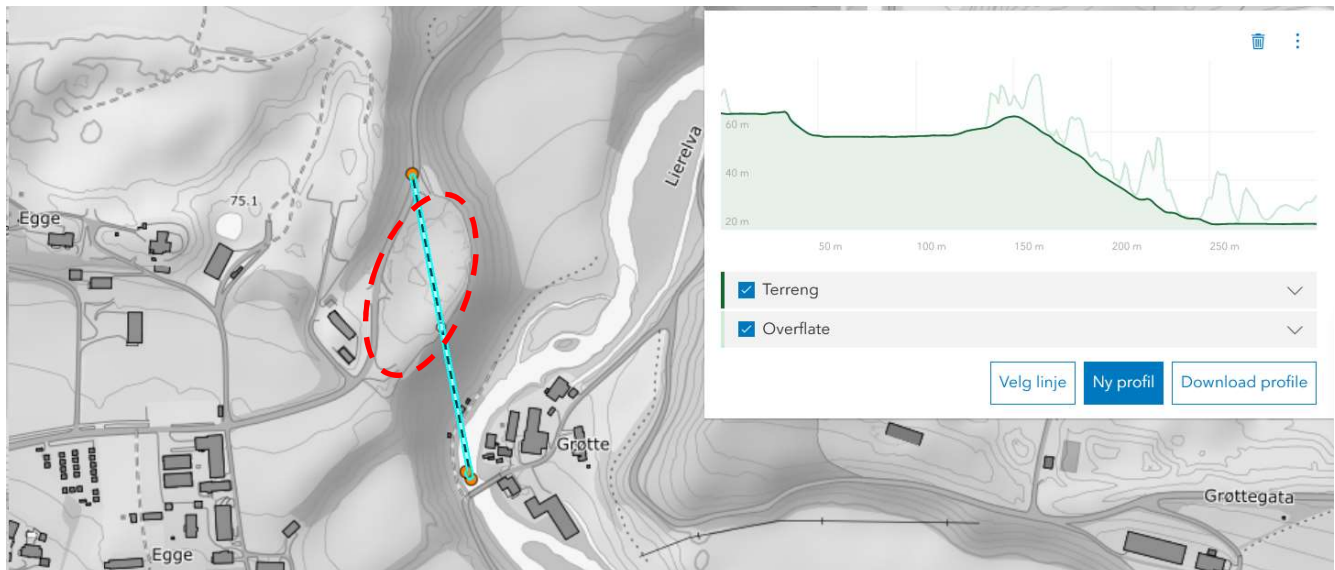 60 m
40 m
20 m
50 m 100 m 150 m 200 m 250 m
Terreng
Overflate
Velg linje Ny profil Download profile
Lierelva
75.1
Egge
Grøtte
Grøttegata
Egge